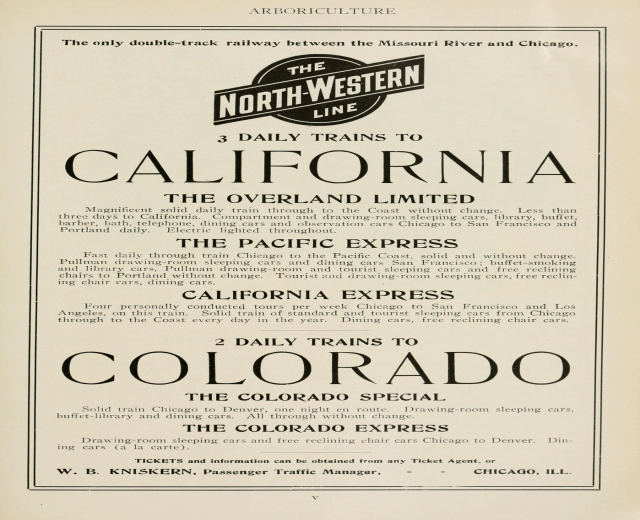 ARBORICULTURE
The only double-track railway between the Missouri River and Chicago.
THE
NORTH-WESTERN
LINE
3 DAILY TRAINS TO
CALIFORNIA
THE OVERLAND LIMITED
Magnificent solid daily train through to the Coast without change. Less than
three days to California. Compartment and drawing-room sleeping cars, library, buffet,
barber, bath, telephone, dining cars and observation cars Chicago to San Francisco and
Portland daily. Electric lighted throughout.
THE PACIFIC EXPRESS
Fast daily through train Chicago to the Pacific Coast, solid and without change.
Pullman drawing-room sleeping cars and dining cars San Francisco; buffet-smoking
and library cars, Pullman drawing-room and tourist sleeping cars and free reclining
chairs to Portland without change. Tourist and drawing-room sleeping cars, free reclin-
ing chair cars, dining cars.
CALIFORNIA EXPRESS
Four personally conducted tours per week Chicago to San Francisco and Los
Angeles, on this train. Solid train of standard and tourist sleeping cars from Chicago
through to the Coast every day in the year. Dining cars, free reclining chair cars.
2 DAILY TRAINS TO
COLORADO
THE COLORADO SPECIAL
Solid train Chicago to Denver, one night en route. Drawing-room sleeping cars,
buffet-library and dining cars. All through without change.
THE COLORADO EXPRESS
Drawing-room sleeping cars and free reclining chair cars Chicago to Denver. Din-
ing cars (a la carte).
TICKETS and information can be obtained from any Ticket Agent, or
W. B. KNISKERN, Passenger Traffic Manager, - - CHICAGO, ILL.
V